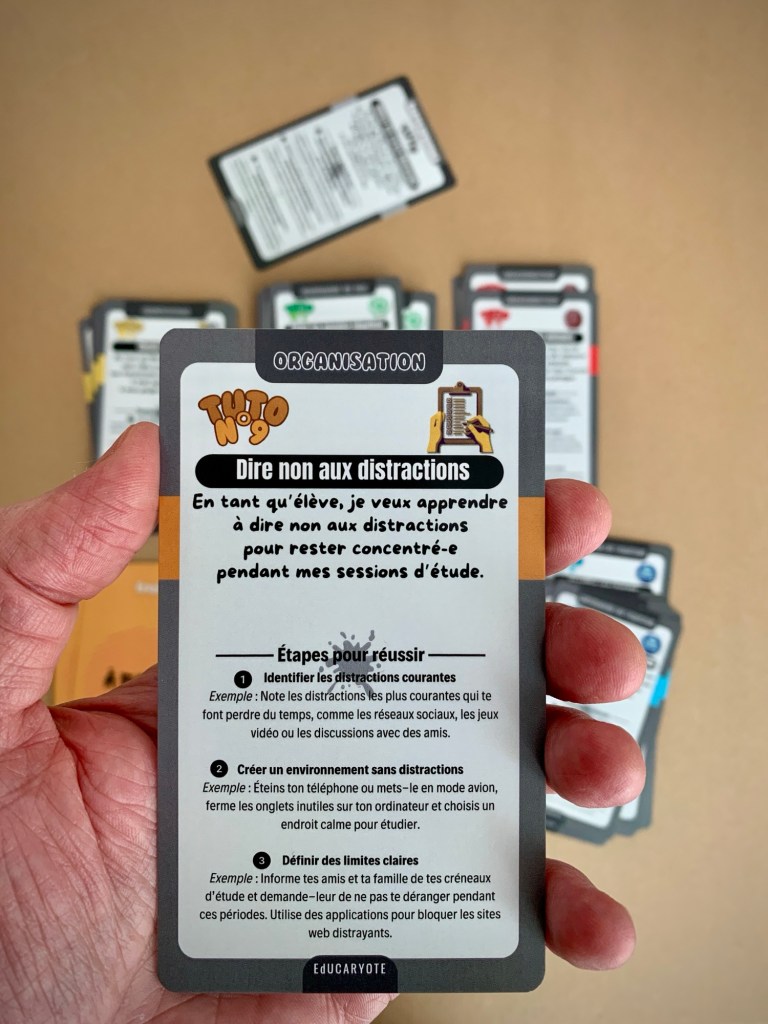 ORGANISATION
TUTO
N°9
Dire non aux distractions
En tant qu'élève, je veux apprendre
à dire non aux distractions
pour rester concentré-e
pendant mes sessions d'étude.
Étapes pour réussir
1 Identifier les distractions courantes
Exemple : Note les distractions les plus courantes qui te
font perdre du temps, comme les réseaux sociaux, les jeux
vidéo ou les discussions avec des amis.
2 Créer un environnement sans distractions
Exemple : Éteins ton téléphone ou mets-le en mode avion,
ferme les onglets inutiles sur ton ordinateur et choisis un
endroit calme pour étudier.
3 Définir des limites claires
Exemple : Informe tes amis et ta famille de tes créneaux
d'étude et demande-leur de ne pas te déranger pendant
ces périodes. Utilise des applications pour bloquer les sites
web distrayants.
EdUCARYOTE